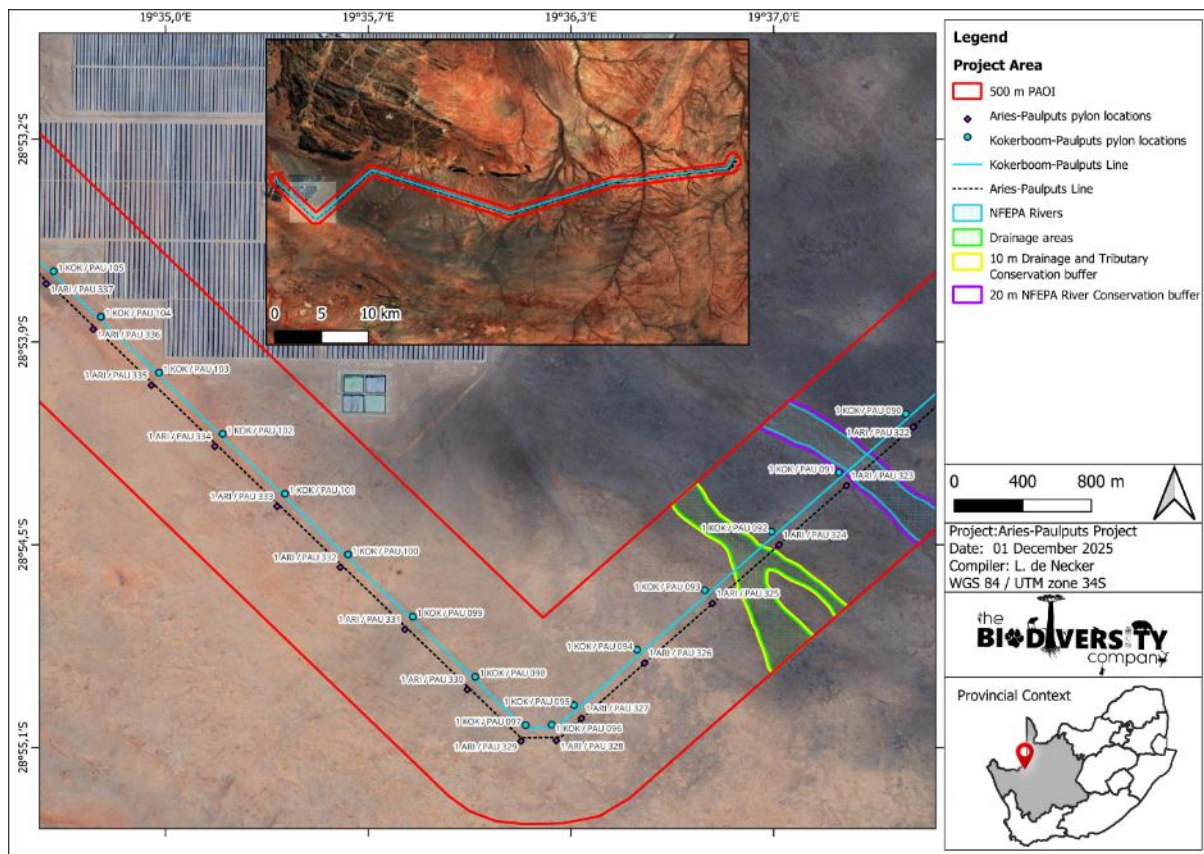 19°35,0'E
19°35,7'E
19°36,3'E
19°37,0'E
28°53,2'S
28°53,9'S
28°54,5'S
28°55,1'S
0 5 10 km
1 KOK / PAU 105
1 ARI / PAU 337
1 KOK / PAU 104
1 ARI / PAU 336
1 KOK / PAU 103
1 ARI / PAU 335
1 KOK / PAU 102
1 ARI / PAU 334
1 KOK / PAU 101
1 ARI / PAU 333
1 KOK / PAU 100
1 ARI / PAU 332
1 KOK / PAU 099
1 ARI / PAU 331
1 KOK / PAU 098
1 ARI / PAU 330
1 KOK / PAU 097
1 ARI / PAU 329
1 KOK / PAU 096
1 ARI / PAU 328
1 KOK / PAU 095
1 ARI / PAU 327
1 KOK / PAU 094
1 ARI / PAU 326
1 KOK / PAU 093
1 ARI / PAU 325
1 KOK / PAU 092
1 ARI / PAU 324
1 KOK / PAU 091
1 ARI / PAU 323
1 KOK / PAU 090
1 ARI / PAU 322
Legend
Project Area
500 m PAOI
Aries-Paulputs pylon locations
Kokerboom-Paulputs pylon locations
Kokerboom-Paulputs Line
Aries-Paulputs Line
NFEPA Rivers
Drainage areas
10 m Drainage and Tributary
Conservation buffer
20 m NFEPA River Conservation buffer
0 400 800 m
Project:Aries-Paulputs Project
Date: 01 December 2025
Compiler: L. de Necker
WGS 84 / UTM zone 34S
the
BIODIVERSITY
company
Provincial Context